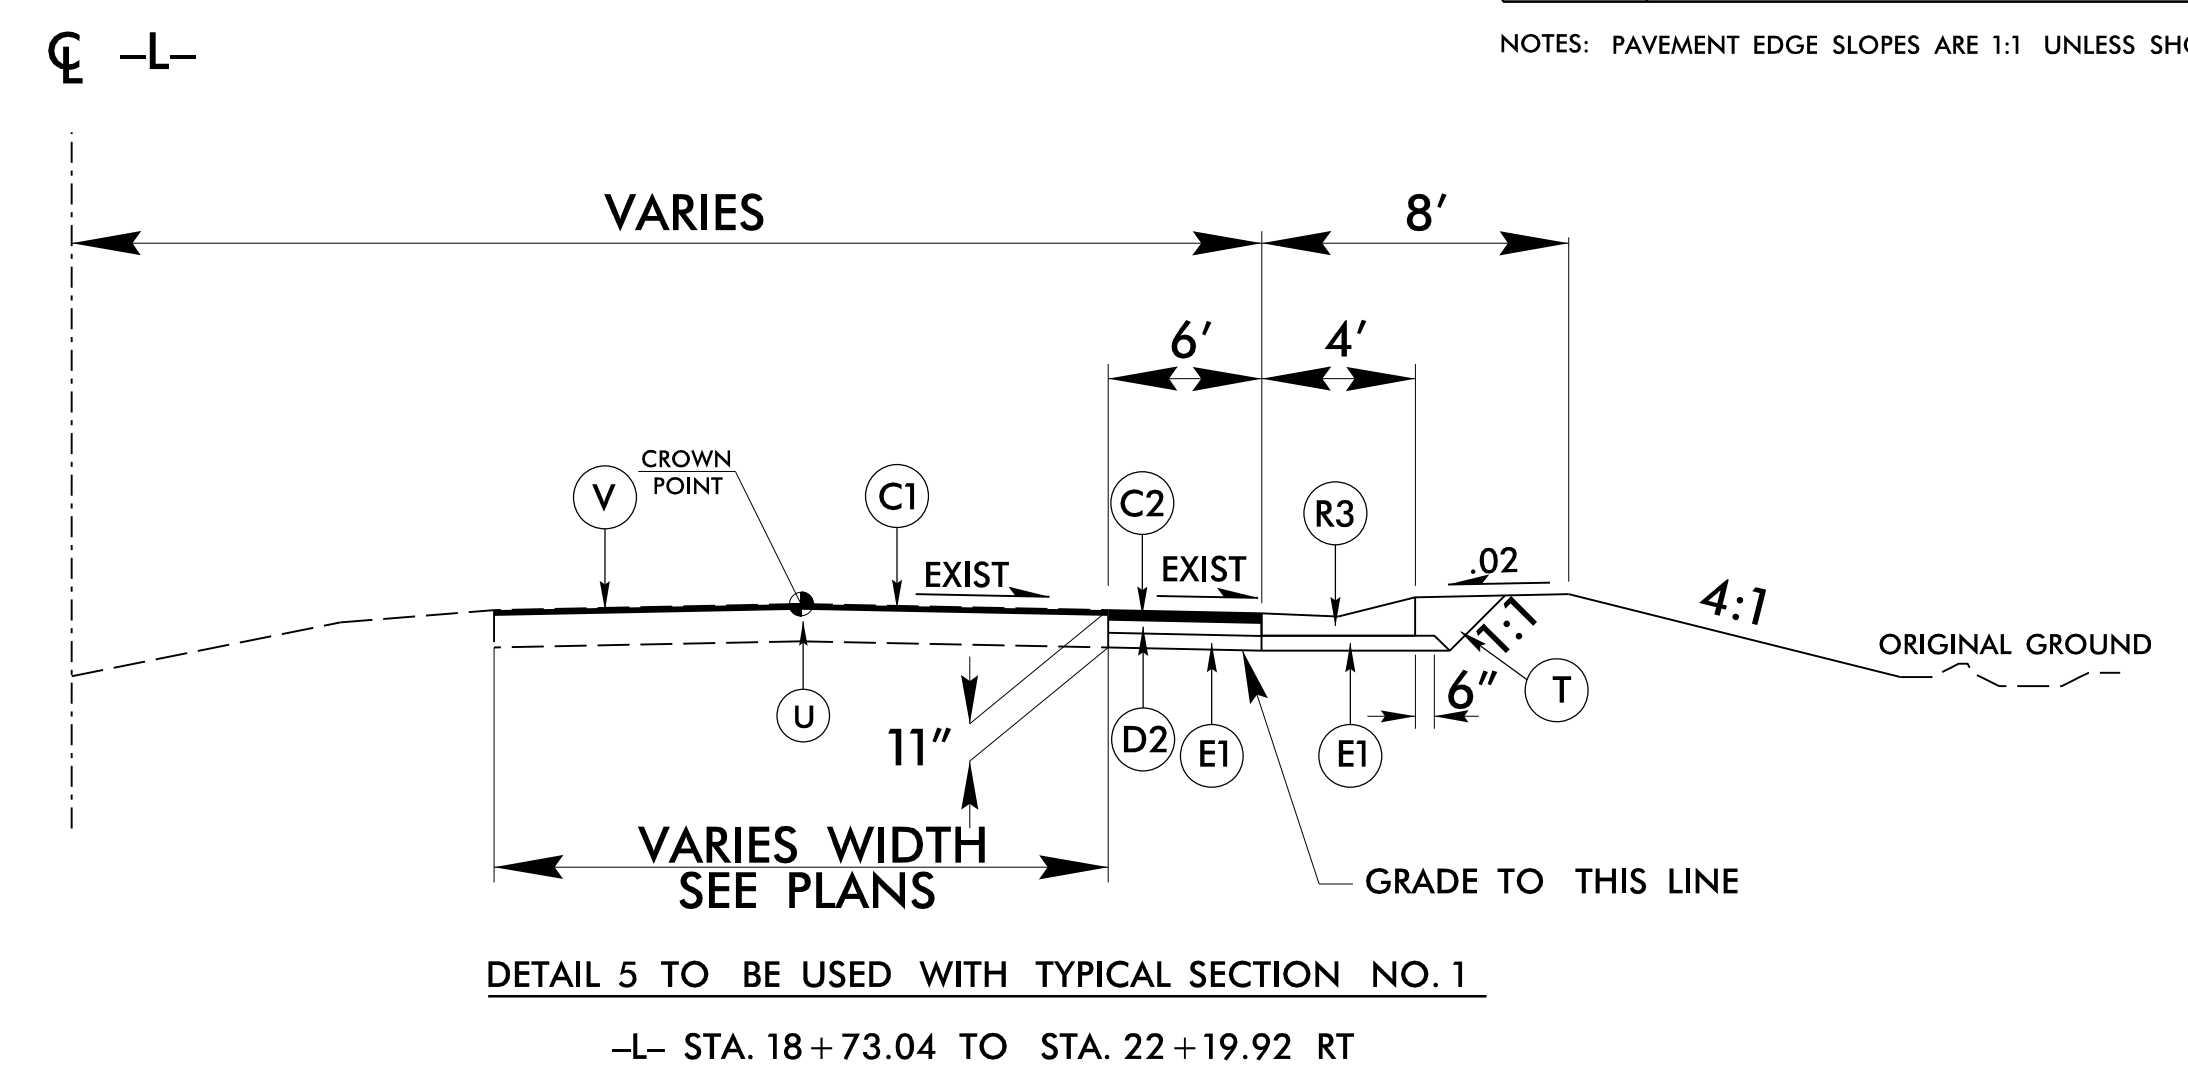 NOTES: PAVEMENT EDGE SLOPES ARE 1:1 UNLESS
℄ –L–
VARIES
8'
6'
4'
CROWN
POINT
V
C1
C2
R3
EXIST
EXIST
.02
4:1
1:1
ORIGINAL GROUND
6"
T
U
11"
D2
E1
E1
VARIES WIDTH
SEE PLANS
GRADE TO THIS LINE
DETAIL 5 TO BE USED WITH TYPICAL SECTION NO. 1
–L– STA. 18+73.04 TO STA. 22+19.92 RT